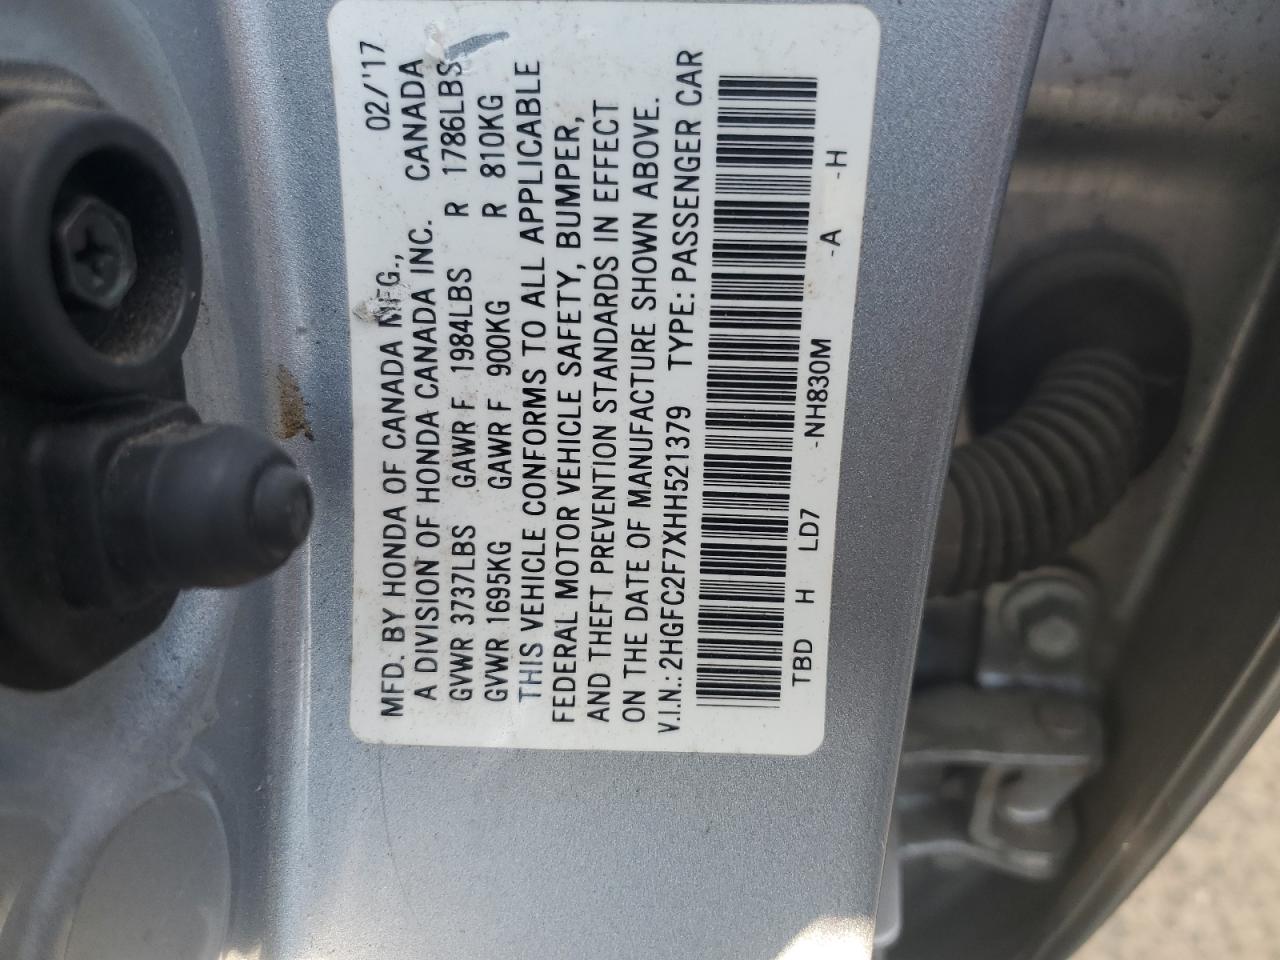 MFD. BY HONDA OF CANADA MFG., 02/'17
A DIVISION OF HONDA CANADA INC. CANADA
GVWR 3737LBS GAWR F 1984LBS R 1786LBS
GVWR 1695KG GAWR F 900KG R 810KG
THIS VEHICLE CONFORMS TO ALL APPLICABLE
FEDERAL MOTOR VEHICLE SAFETY, BUMPER,
AND THEFT PREVENTION STANDARDS IN EFFECT
ON THE DATE OF MANUFACTURE SHOWN ABOVE.
V.I.N.: 2HGFC2F7XHH521379 TYPE: PASSENGER CAR
TBD H LD7 -NH830M -A -H